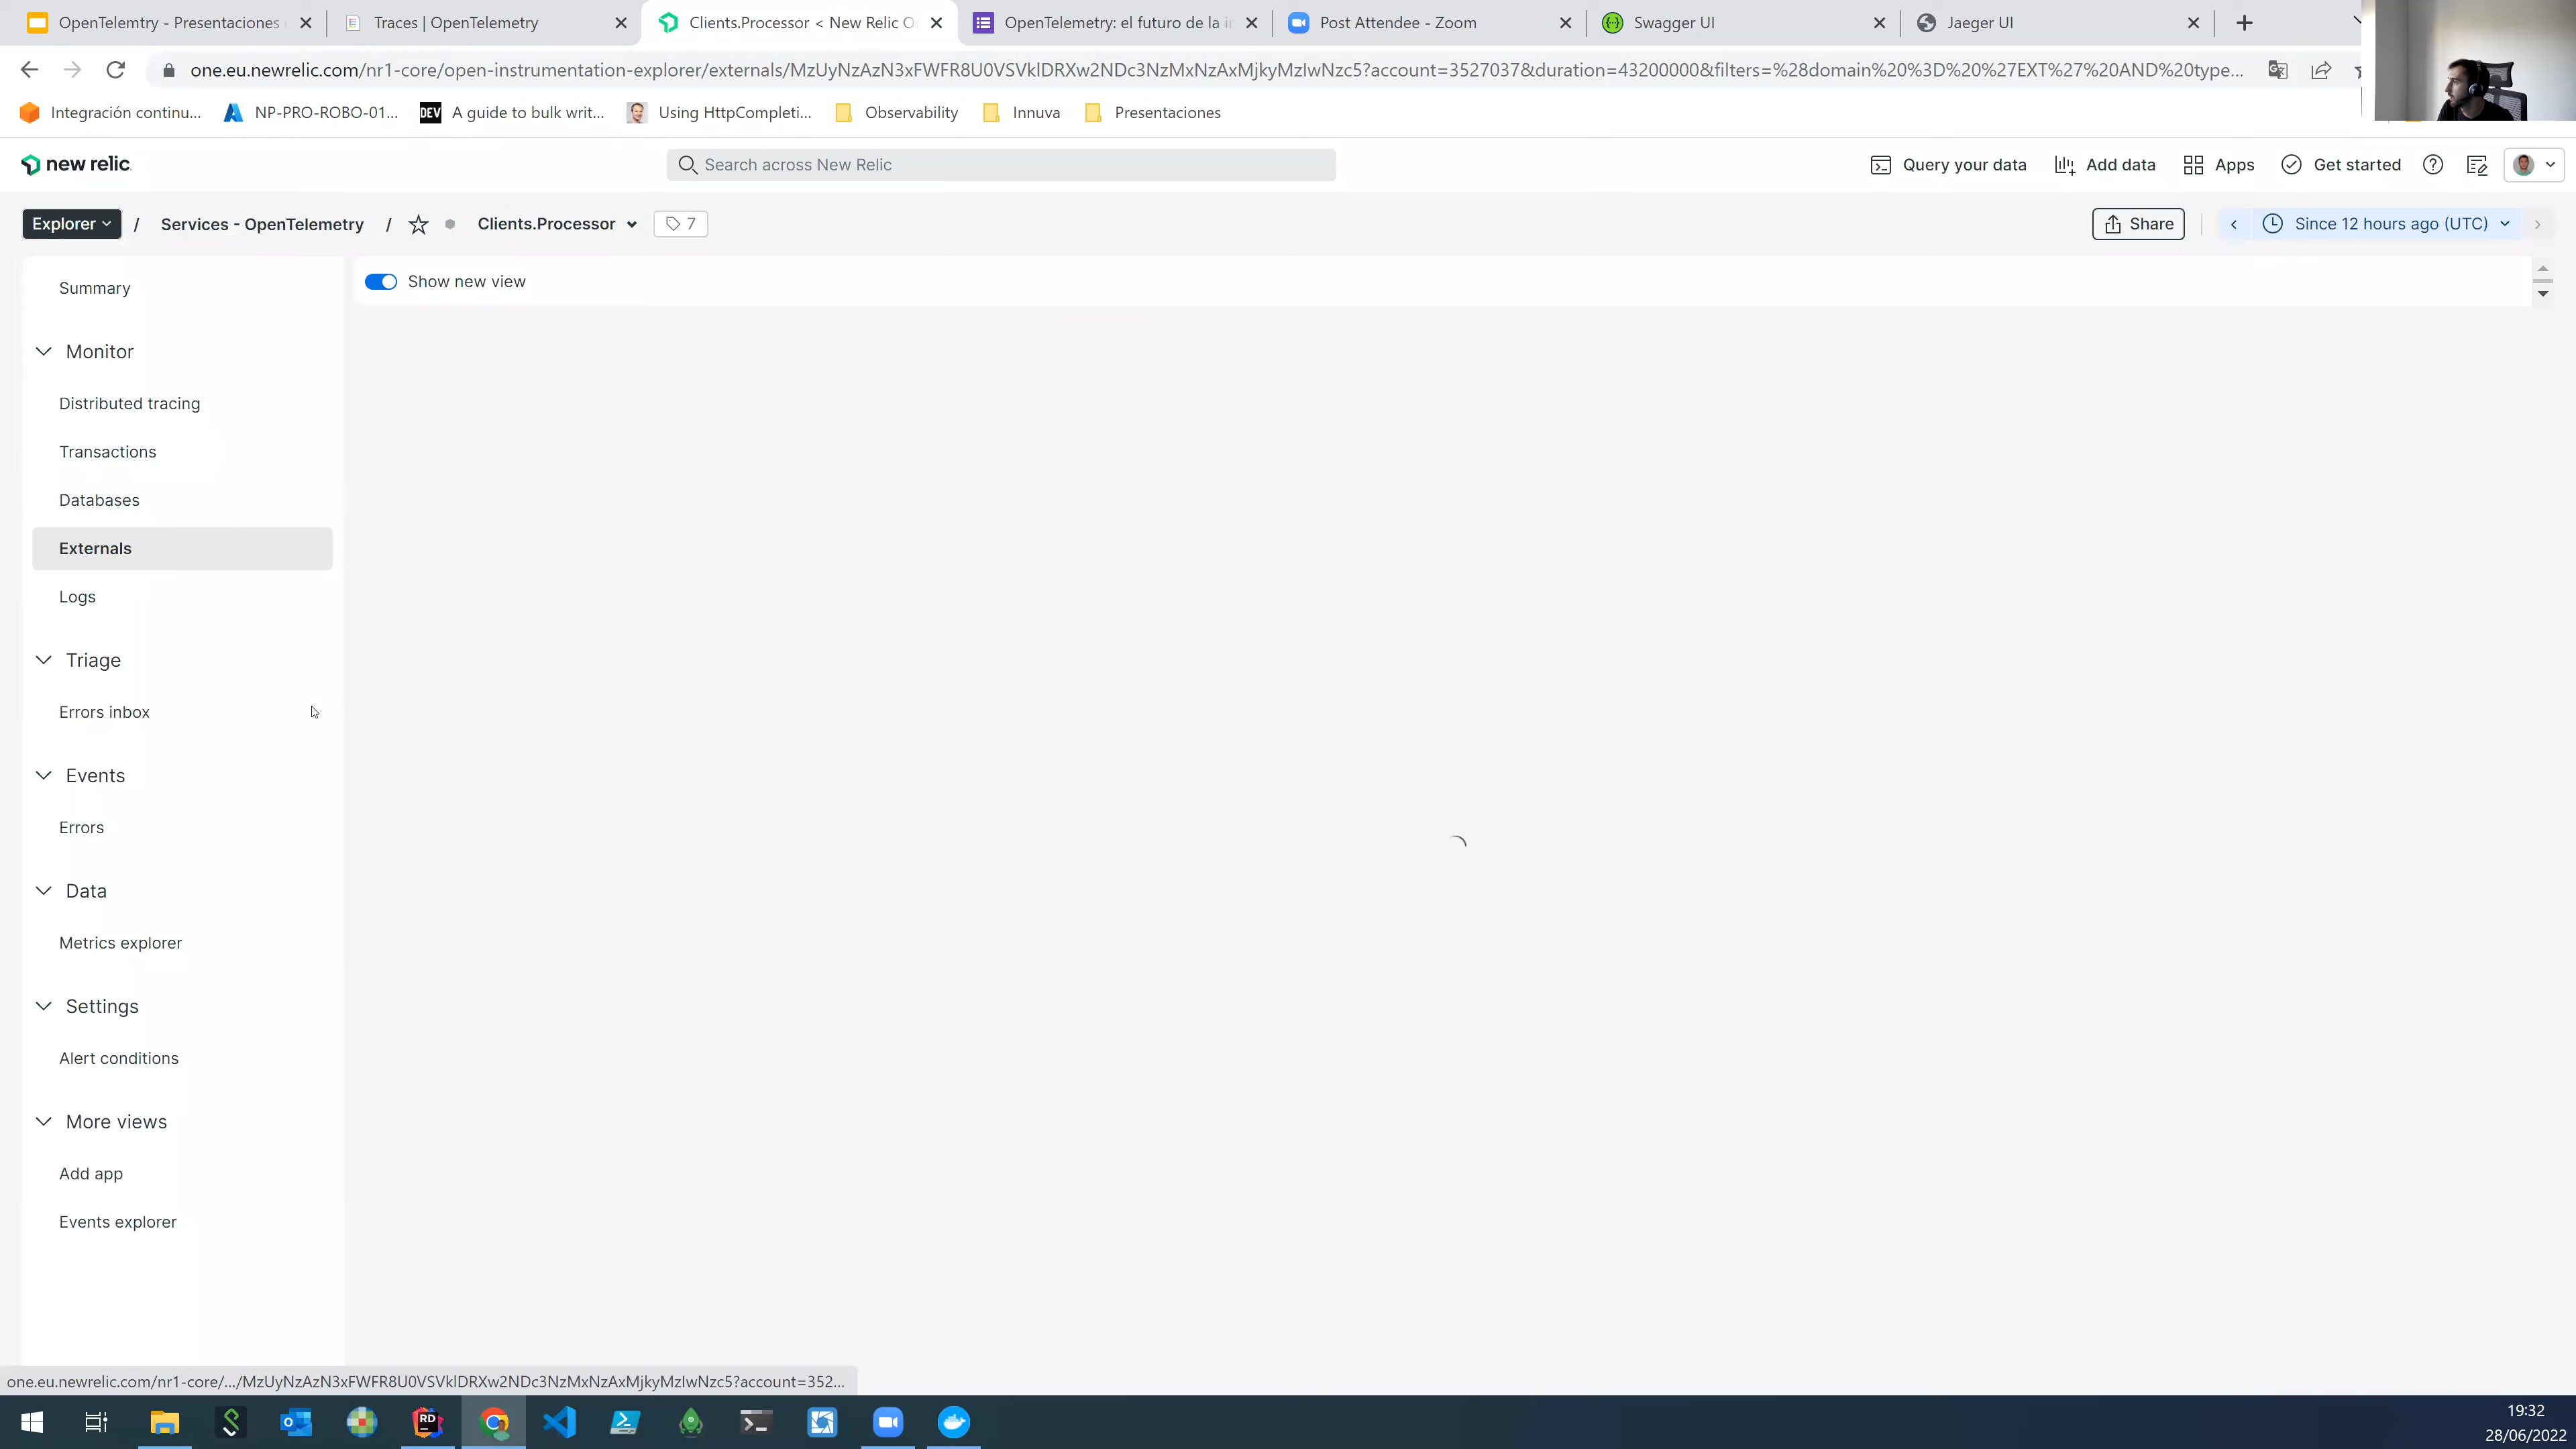 OpenTelemtry - Presentaciones
Traces | OpenTelemetry
Clients.Processor < New Relic O
OpenTelemetry: el futuro de la i
Post Attendee - Zoom
Swagger UI
Jaeger UI
one.eu.newrelic.com/nr1-core/open-instrumentation-explorer/externals/MzUyNzAzN3xFWFR8U0VSVklDRXw2NDc3NzMxNzAxMjkyMzIwNzc5?account=3527037&duration=43200000&filters=%28domain%20%3D%20%27EXT%27%20AND%20type...
Integración continu...
NP-PRO-ROBO-01...
DEV
A guide to bulk writ...
Using HttpCompleti...
Observability
Innuva
Presentaciones
new relic
Search across New Relic
Query your data
Add data
Apps
Get started
Explorer / Services - OpenTelemetry / Clients.Processor 7
Share
Since 12 hours ago (UTC)
Summary
Show new view
Monitor
Distributed tracing
Transactions
Databases
Externals
Logs
Triage
Errors inbox
Events
Errors
Data
Metrics explorer
Settings
Alert conditions
More views
Add app
Events explorer
one.eu.newrelic.com/nr1-core/.../MzUyNzAzN3xFWFR8U0VSVklDRXw2NDc3NzMxNzAxMjkyMzIwNzc5?account=352...
RD
19:32
28/06/2022